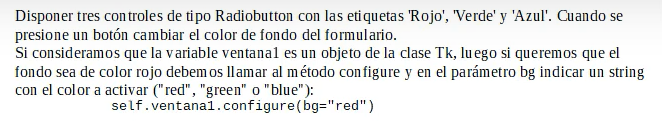 Disponer tres controles de tipo Radiobutton con las etiquetas 'Rojo', 'Verde' y 'Azul'. Cuando se
presione un botón cambiar el color de fondo del formulario.
Si consideramos que la variable ventana1 es un objeto de la clase Tk, luego si queremos que el
fondo sea de color rojo debemos llamar al método configure y en el parámetro bg indicar un string
con el color a activar ("red", "green" o "blue"):
self.ventana1.configure(bg="red")